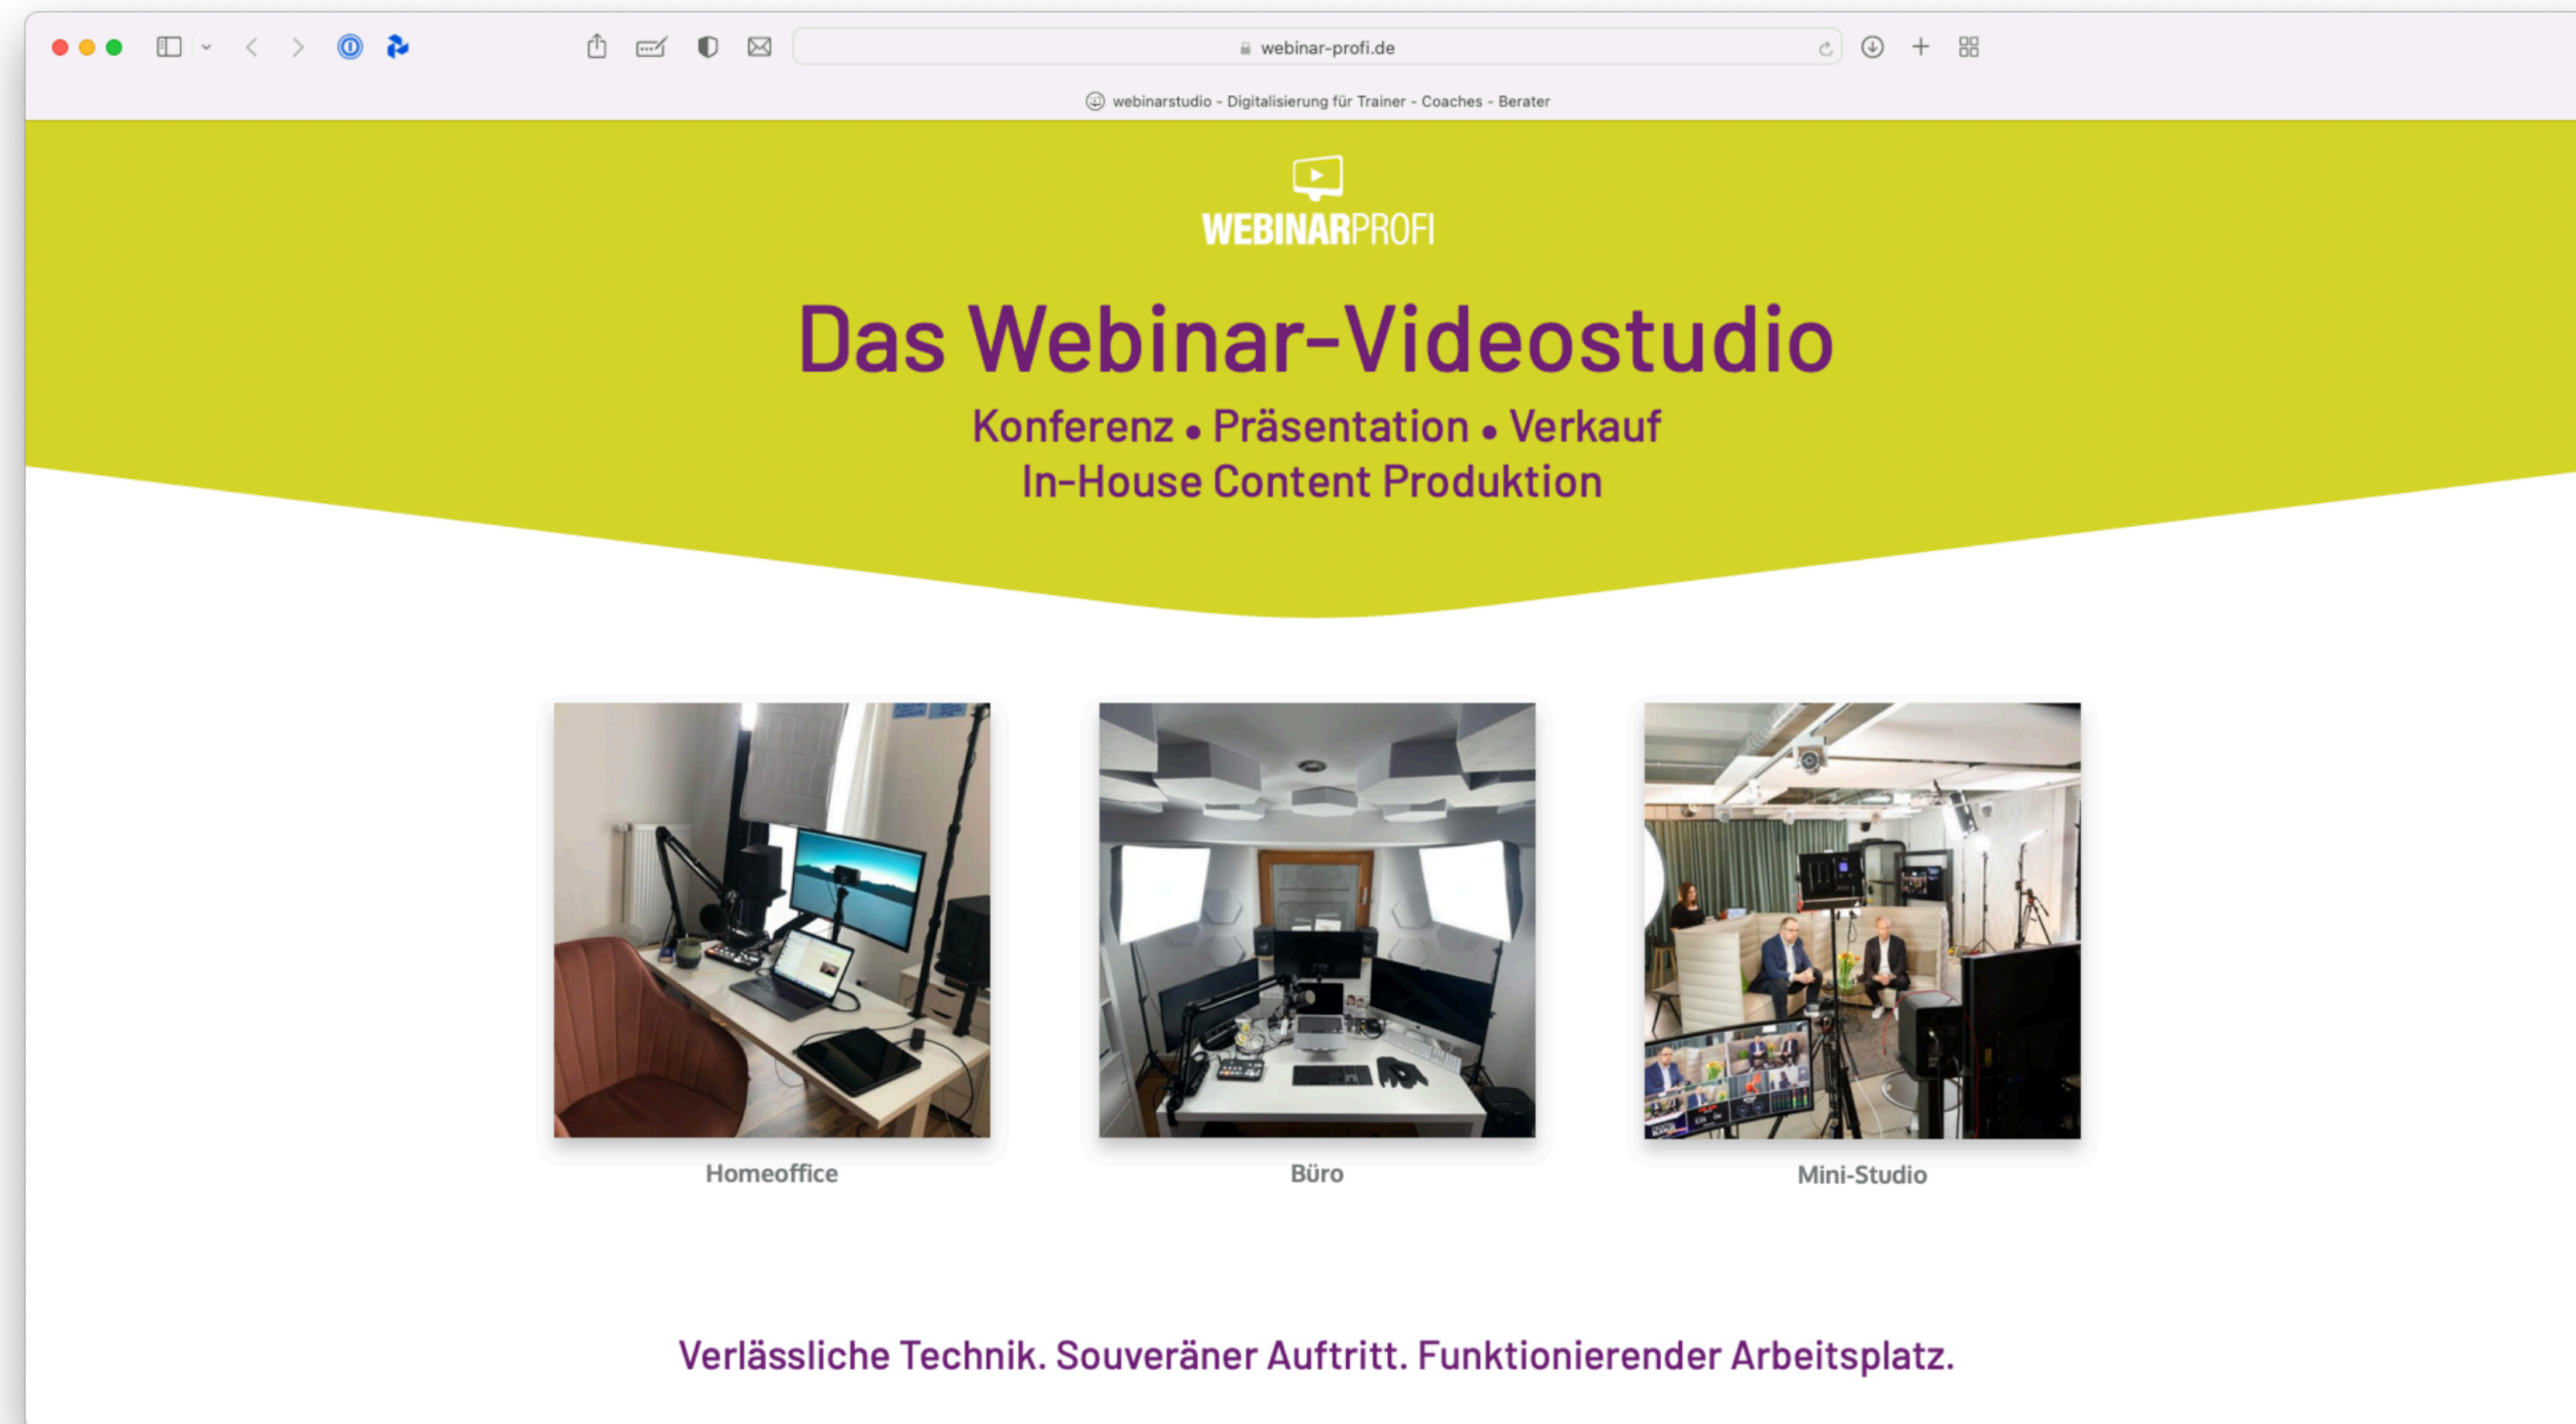 webinar-profi.de
webinarstudio - Digitalisierung für Trainer - Coaches - Berater
WEBINARPROFI
Das Webinar-Videostudio
Konferenz • Präsentation • Verkauf
In-House Content Produktion
Homeoffice
Büro
Mini-Studio
Verlässliche Technik. Souveräner Auftritt. Funktionierender Arbeitsplatz.